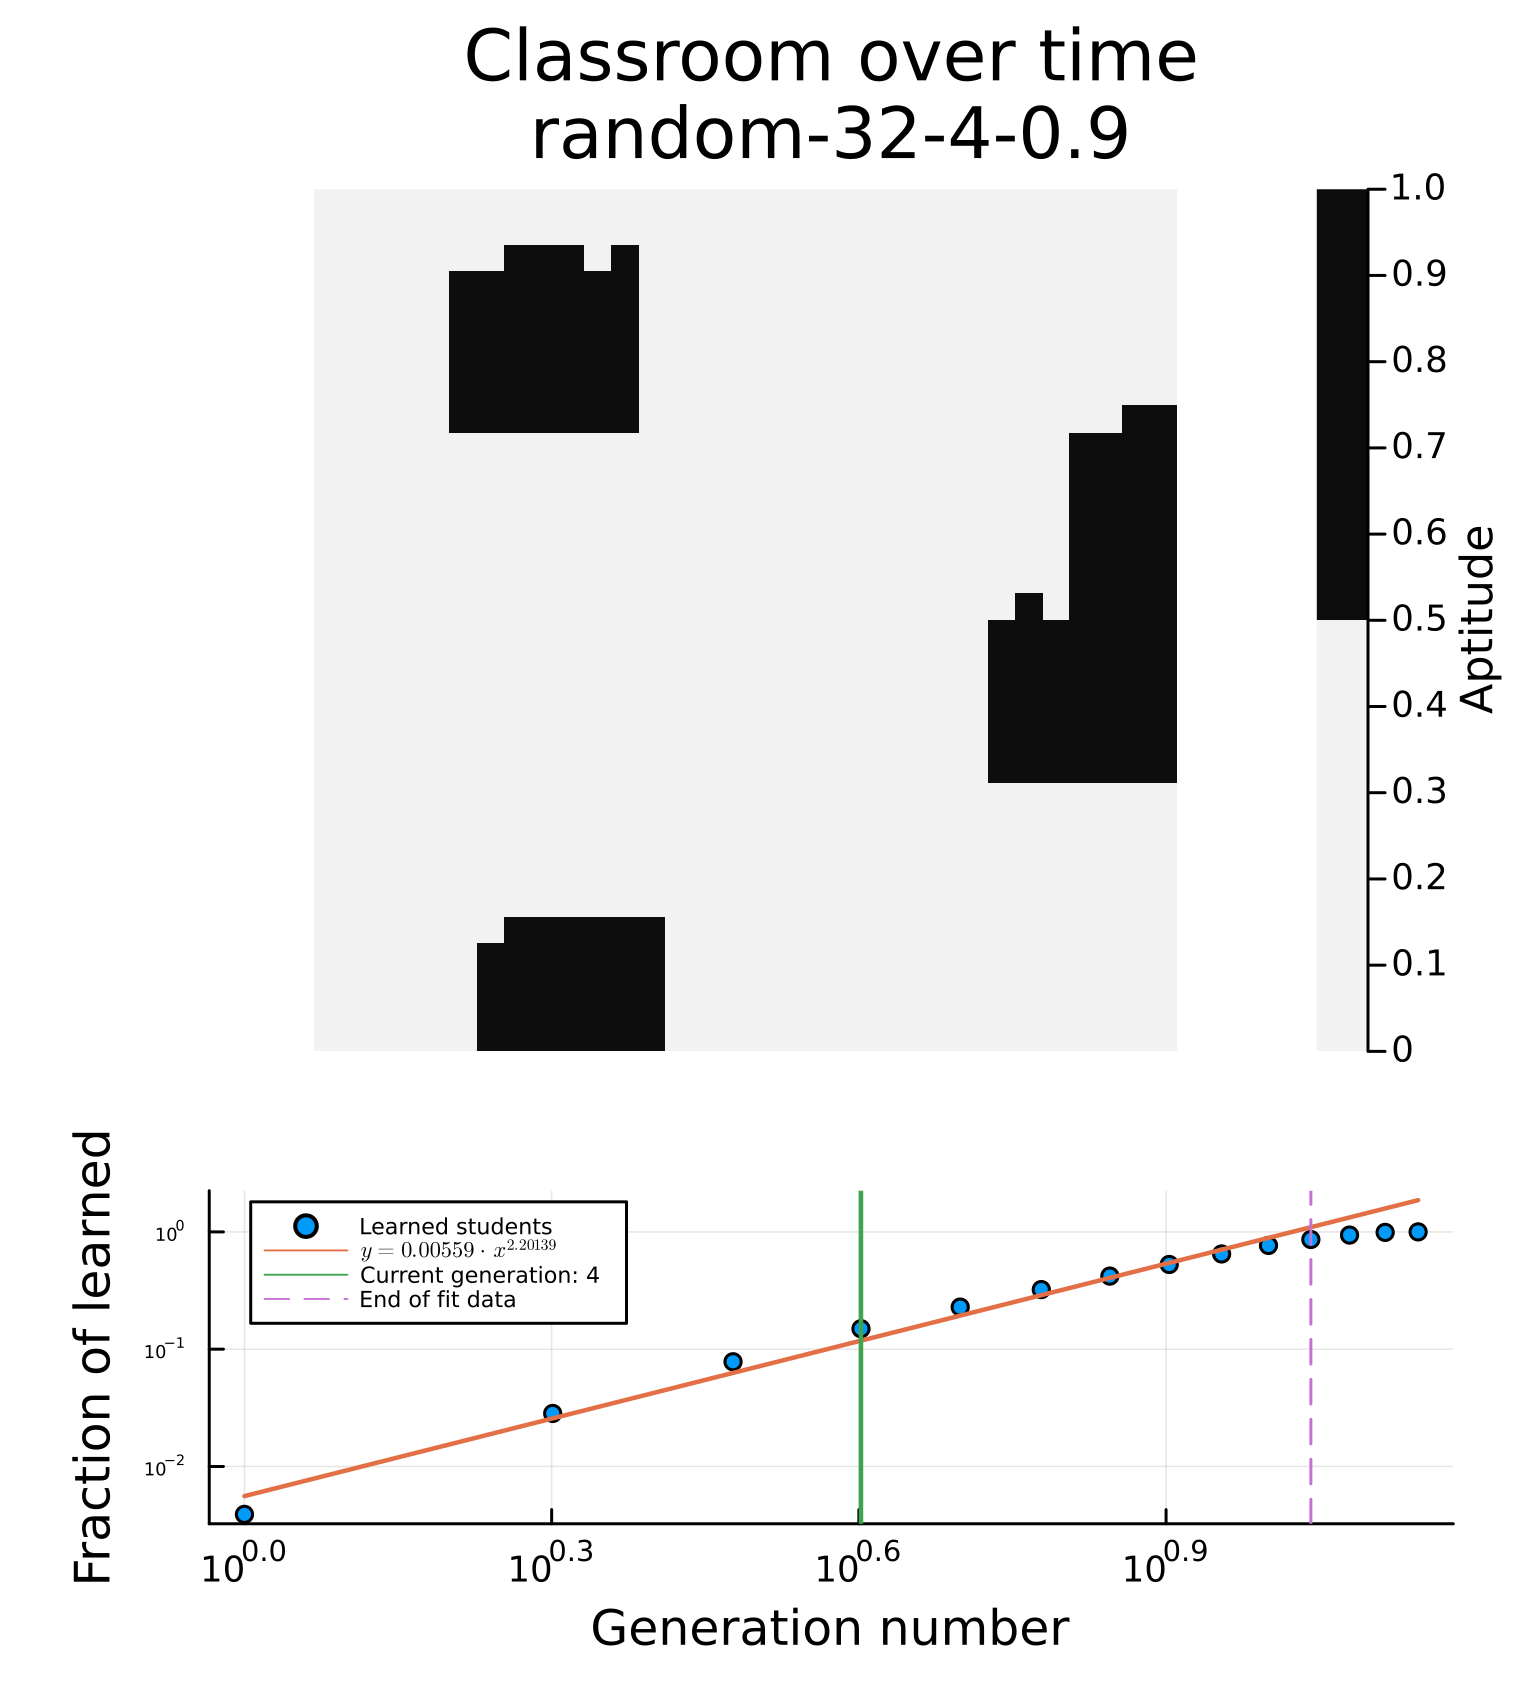 Classroom over time
random-32-4-0.9
1.0
0.9
0.8
0.7
0.6
0.5
0.4
0.3
0.2
0.1
0
Aptitude
Fraction of learned
10⁰
10⁻¹
10⁻²
Learned students
y = 0.00559 · x^2.20139
Current generation: 4
End of fit data
10^0.0
10^0.3
10^0.6
10^0.9
Generation number